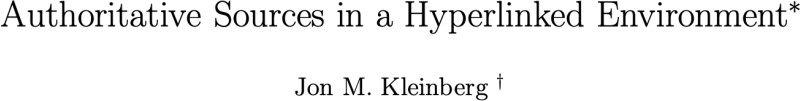 Authoritative Sources in a Hyperlinked Environment*
Jon M. Kleinberg †